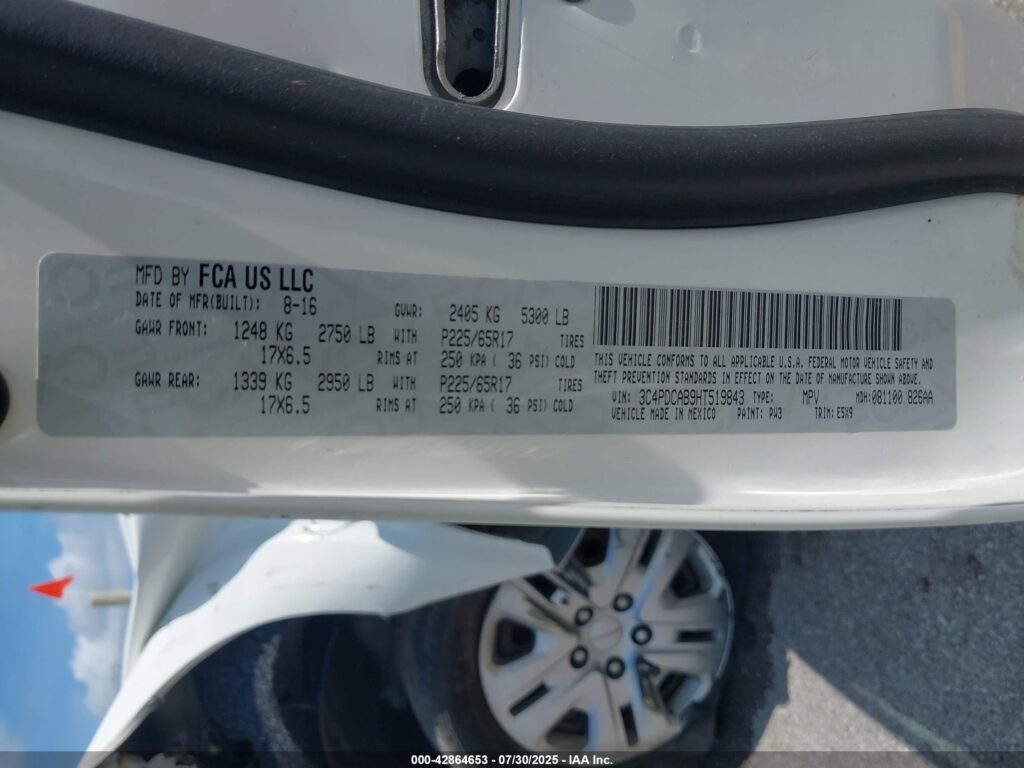 MFD BY FCA US LLC
DATE OF MFR(BUILT): 8-16 GVWR: 2405 KG 5300 LB
GAWR FRONT: 1248 KG 2750 LB WITH P225/65R17 TIRES
17X6.5 RIMS AT 250 KPA ( 36 PSI) COLD
GAWR REAR: 1339 KG 2950 LB WITH P225/65R17 TIRES
17X6.5 RIMS AT 250 KPA ( 36 PSI) COLD
THIS VEHICLE CONFORMS TO ALL APPLICABLE U.S.A. FEDERAL MOTOR VEHICLE SAFETY AND
THEFT PREVENTION STANDARDS IN EFFECT ON THE DATE OF MANUFACTURE SHOWN ABOVE.
VIN: 3C4PDCAB9HT519843 TYPE: MPV MDH:081100 826AA
VEHICLE MADE IN MEXICO PAINT: PW3 TRIM: E5X9
000-42864653 - 07/30/2025 - IAA Inc.